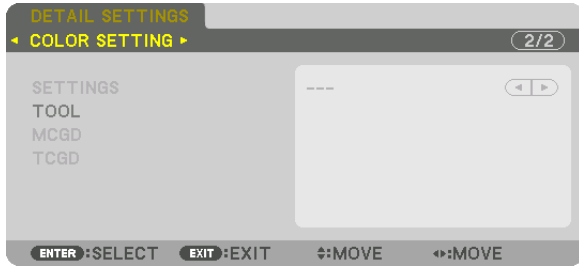 DETAIL SETTINGS
◂ COLOR SETTING ▸ 2/2
SETTINGS --- ◂ ▸
TOOL
MCGD
TCGD
ENTER :SELECT EXIT :EXIT ♦:MOVE ◂▸:MOVE